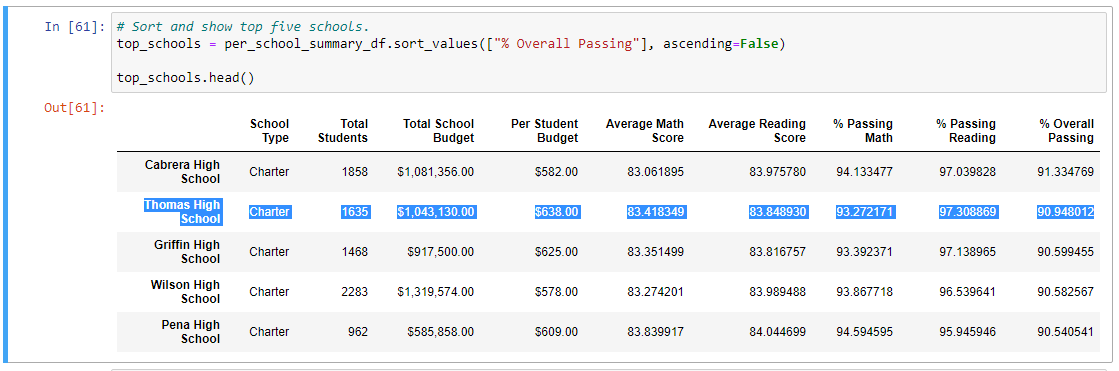 In [61]: # Sort and show top five schools.
top_schools = per_school_summary_df.sort_values(["% Overall Passing"], ascending=False)
top_schools.head()
Out[61]:
School Type Total Students Total School Budget Per Student Budget Average Math Score Average Reading Score % Passing Math % Passing Reading % Overall Passing
Cabrera High School Charter 1858 $1,081,356.00 $582.00 83.061895 83.975780 94.133477 97.039828 91.334769
Thomas High School Charter 1635 $1,043,130.00 $638.00 83.418349 83.848930 93.272171 97.308869 90.948012
Griffin High School Charter 1468 $917,500.00 $625.00 83.351499 83.816757 93.392371 97.138965 90.599455
Wilson High School Charter 2283 $1,319,574.00 $578.00 83.274201 83.989488 93.867718 96.539641 90.582567
Pena High School Charter 962 $585,858.00 $609.00 83.839917 84.044699 94.594595 95.945946 90.540541